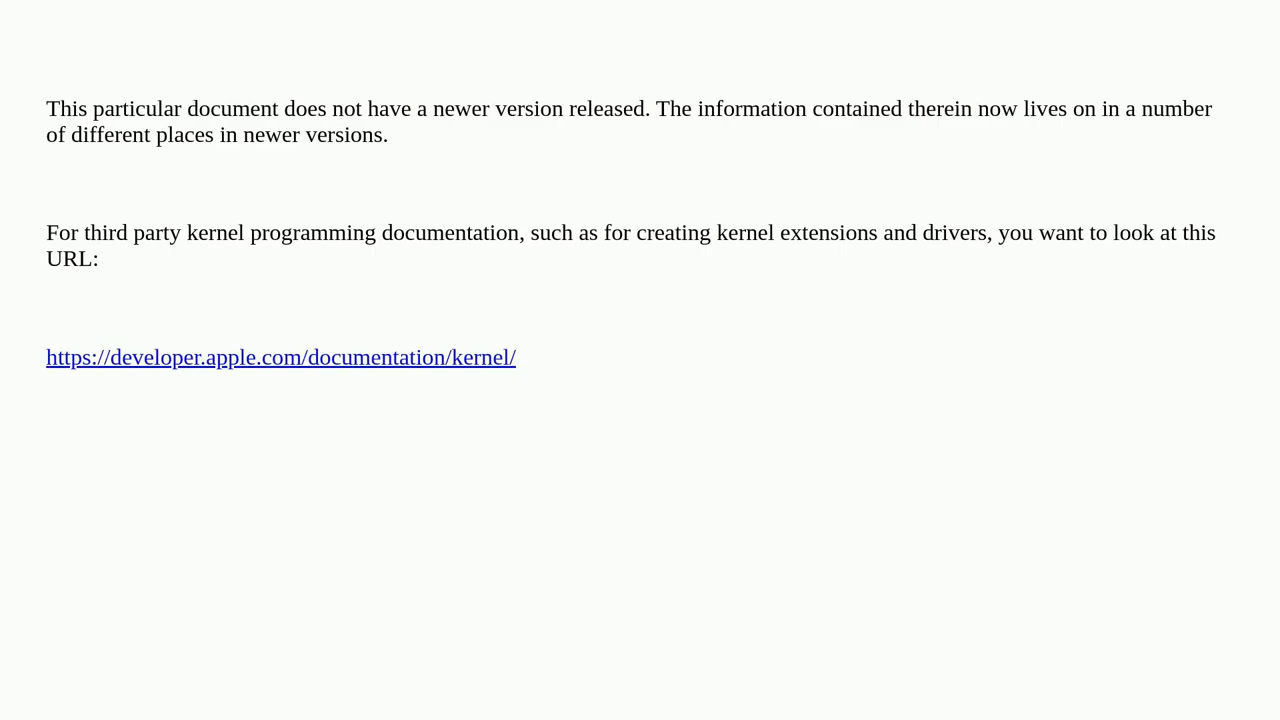 This particular document does not have a newer version released. The information contained therein now lives on in a number
of different places in newer versions.
For third party kernel programming documentation, such as for creating kernel extensions and drivers, you want to look at this
URL:
https://developer.apple.com/documentation/kernel/